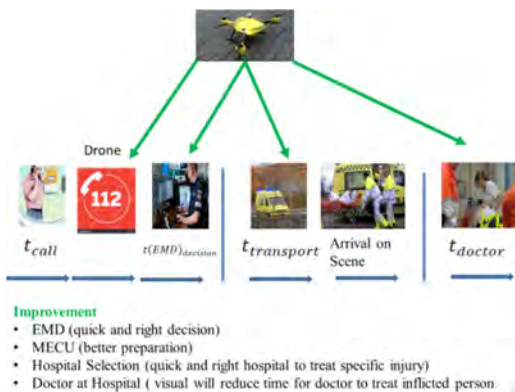 Drone
112
t_call
t(EMD)_decision
t_transport
Arrival on
Scene
t_doctor
Improvement
• EMD (quick and right decision)
• MECU (better preparation)
• Hospital Selection (quick and right hospital to treat specific injury)
• Doctor at Hospital ( visual will reduce time for doctor to treat inflicted person